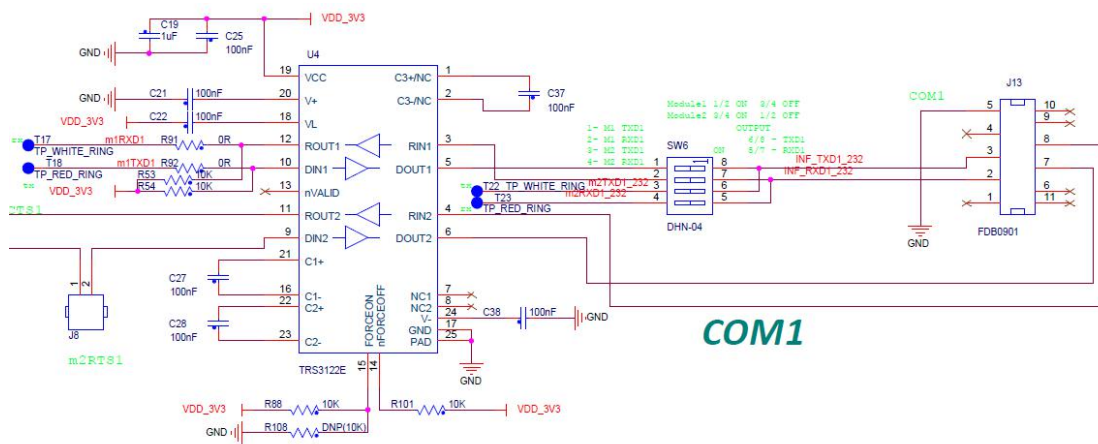 C19
1uF
C25
100nF
VDD_3V3
GND
U4
19
VCC
C3+/NC
1
C37
100nF
C21
100nF
20
V+
C3-/NC
2
GND
C22
100nF
18
VL
VDD_3V3
T17
TP_WHITE_RING
m1RXD1
R91
0R
12
ROUT1
RIN1
3
T18
TP_RED_RING
m1TXD1
R92
0R
10
DIN1
DOUT1
5
R53
10K
VDD_3V3
R54
10K
13
nVALID
11
ROUT2
RIN2
4
9
DIN2
DOUT2
6
21
C1+
C27
100nF
16
C1-
NC1
7
22
C2+
NC2
8
V-
24
C38
100nF
GND
C28
100nF
GND
17
23
C2-
PAD
25
GND
FORCEON
nFORCEOFF
15
14
TRS3122E
1
2
J8
m2RTS1
VDD_3V3
R88
10K
R101
10K
VDD_3V3
GND
R108
DNP(10K)
Module1 1/2 ON 3/4 OFF
Module2 3/4 ON 1/2 OFF
1- M1 TXD1
OUTPUT
2- M1 RXD1
6/8 - TXD1
3- M2 TXD1
ON
5/7 - RXD1
4- M2 RXD1
SW6
1
8
INF_TXD1_232
2
7
INF_RXD1_232
T22
TP_WHITE_RING
m2TXD1_232
3
6
T23
TP_RED_RING
m2RXD1_232
4
5
DHN-04
COM1
J13
5
10
9
4
8
3
7
2
6
1
11
FDB0901
GND
COM1